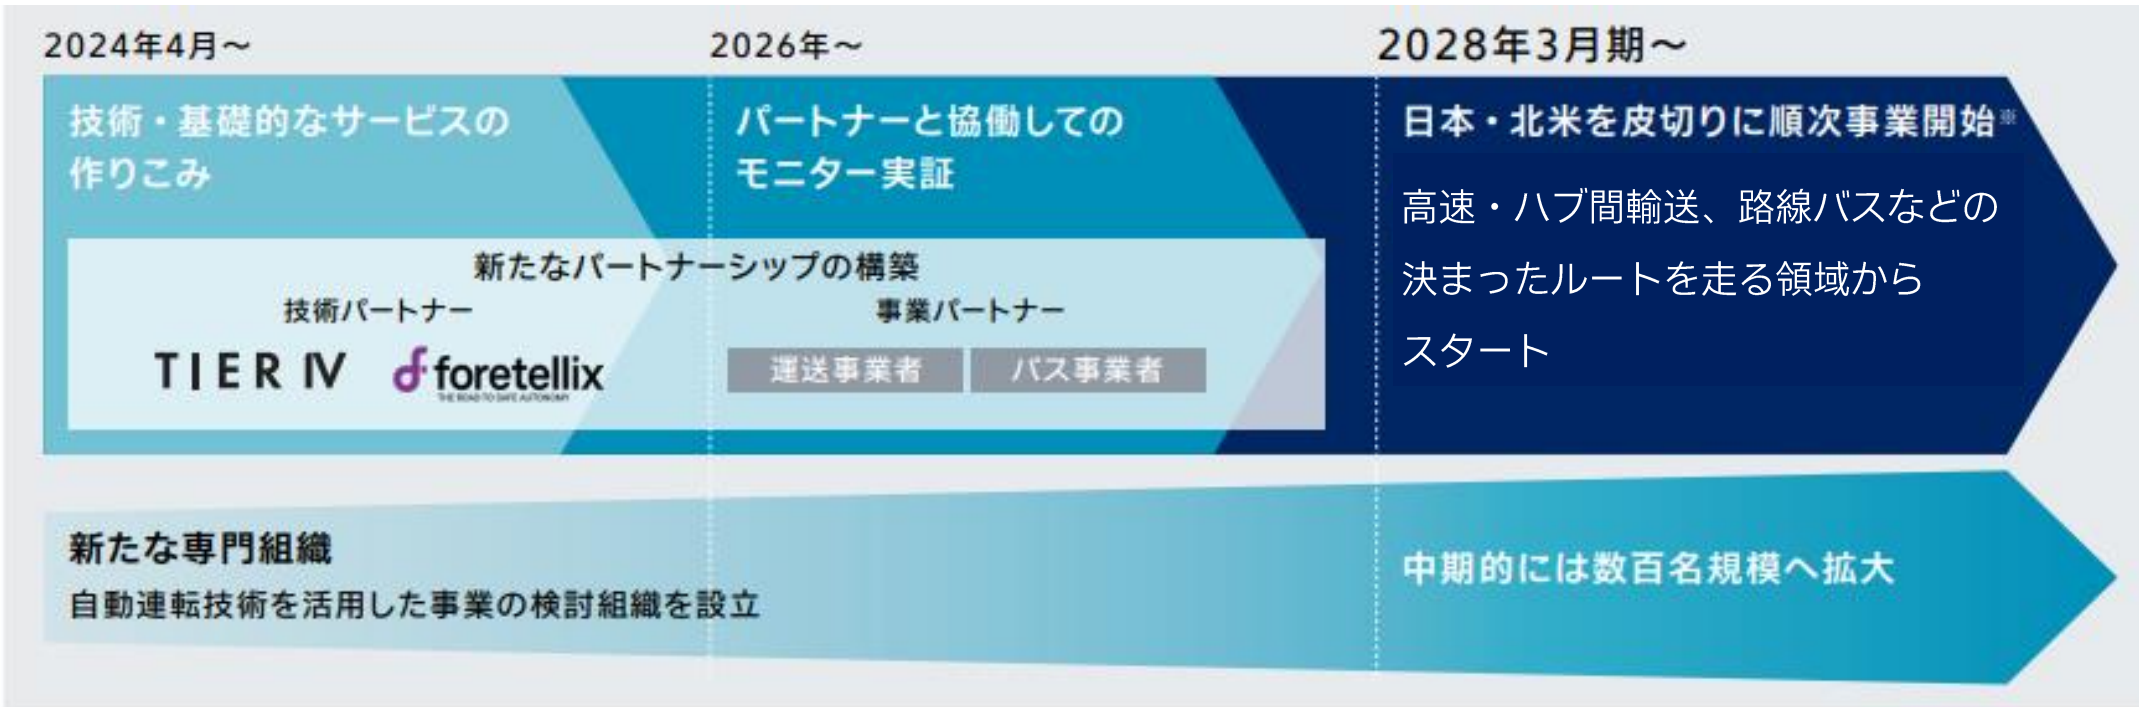 2024年4月～
2026年～
2028年3月期～
技術・基礎的なサービスの
作りこみ
パートナーと協働しての
モニター実証
日本・北米を皮切りに順次事業開始※
高速・ハブ間輸送、路線バスなどの
決まったルートを走る領域から
スタート
新たなパートナーシップの構築
技術パートナー
事業パートナー
TIER IV
foretellix
THE ROAD TO SAFE AUTONOMY
運送事業者
バス事業者
新たな専門組織
自動運転技術を活用した事業の検討組織を設立
中期的には数百名規模へ拡大